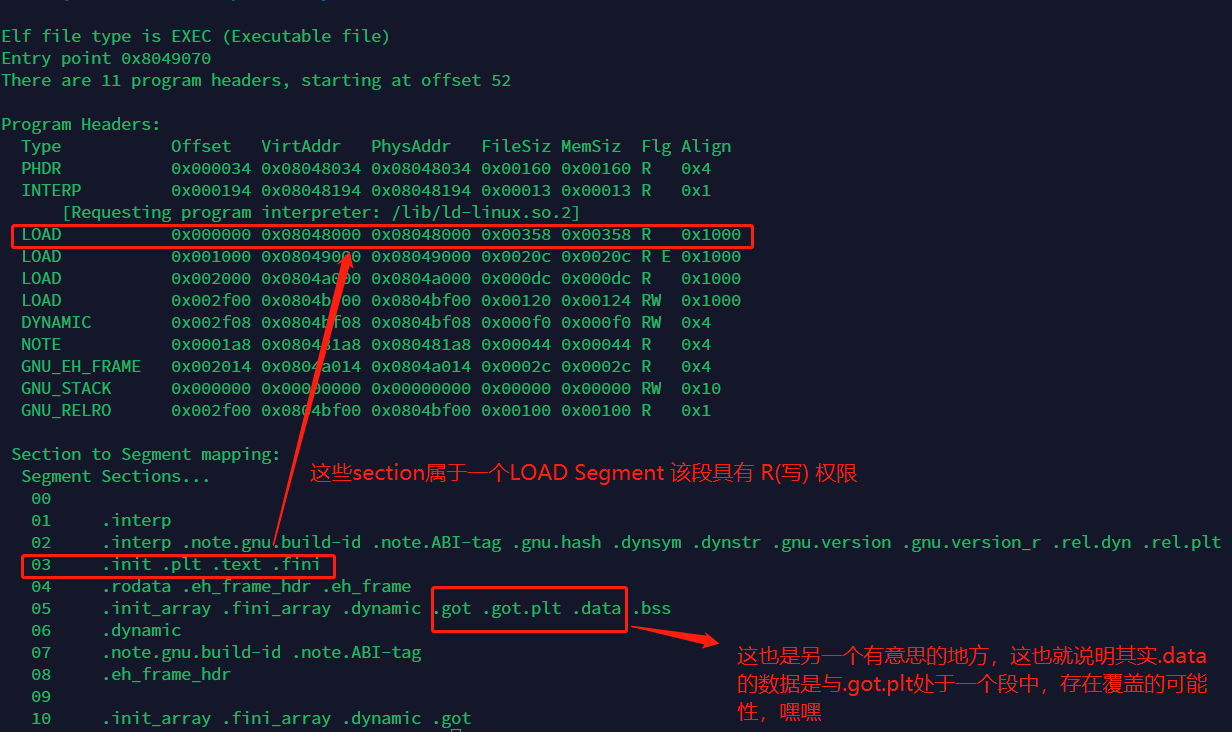 Elf file type is EXEC (Executable file)
Entry point 0x8049070
There are 11 program headers, starting at offset 52
Program Headers:
Type Offset VirtAddr PhysAddr FileSiz MemSiz Flg Align
PHDR 0x000034 0x08048034 0x08048034 0x00160 0x00160 R 0x4
INTERP 0x000194 0x08048194 0x08048194 0x00013 0x00013 R 0x1
[Requesting program interpreter: /lib/ld-linux.so.2]
LOAD 0x000000 0x08048000 0x08048000 0x00358 0x00358 R 0x1000
LOAD 0x001000 0x08049000 0x08049000 0x0020c 0x0020c R E 0x1000
LOAD 0x002000 0x0804a000 0x0804a000 0x000dc 0x000dc R 0x1000
LOAD 0x002f00 0x0804bf00 0x0804bf00 0x00120 0x00124 RW 0x1000
DYNAMIC 0x002f08 0x0804bf08 0x0804bf08 0x000f0 0x000f0 RW 0x4
NOTE 0x0001a8 0x080481a8 0x080481a8 0x00044 0x00044 R 0x4
GNU_EH_FRAME 0x002014 0x0804a014 0x0804a014 0x0002c 0x0002c R 0x4
GNU_STACK 0x000000 0x00000000 0x00000000 0x00000 0x00000 RW 0x10
GNU_RELRO 0x002f00 0x0804bf00 0x0804bf00 0x00100 0x00100 R 0x1
Section to Segment mapping:
Segment Sections...
这些section属于一个LOAD Segment 该段具有 R(写) 权限
00
01 .interp
02 .interp .note.gnu.build-id .note.ABI-tag .gnu.hash .dynsym .dynstr .gnu.version .gnu.version_r .rel.dyn .rel.plt
03 .init .plt .text .fini
04 .rodata .eh_frame_hdr .eh_frame
05 .init_array .fini_array .dynamic .got .got.plt .data .bss
06 .dynamic
07 .note.gnu.build-id .note.ABI-tag
08 .eh_frame_hdr
09
10 .init_array .fini_array .dynamic .got
这也是另一个有意思的地方，这也就说明其实.data
的数据是与.got.plt处于一个段中，存在覆盖的可能
性，嘿嘿